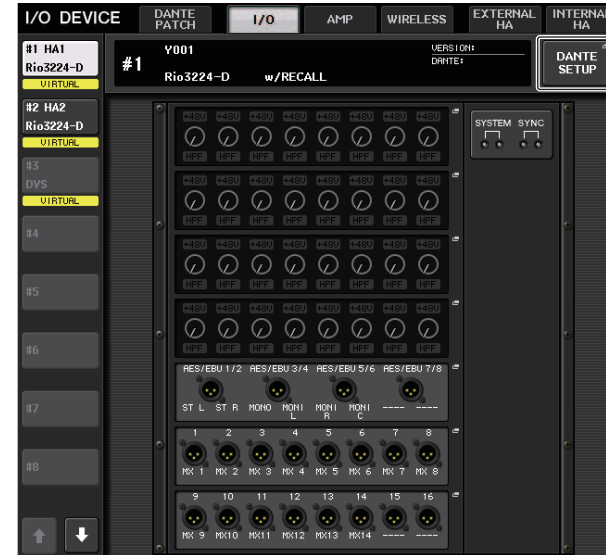 I/O DEVICE
DANTE PATCH
I/O
AMP
WIRELESS
EXTERNAL HA
INTERNAL HA
#1 HA1
Rio3224-D
VIRTUAL
#2 HA2
Rio3224-D
VIRTUAL
#3
DVS
VIRTUAL
#4
#5
#6
#7
#8
#1
Y001
Rio3224-D w/RECALL
VERSION:
DANTE:
DANTE SETUP
+48V +48V +48V +48V +48V +48V +48V +48V
HPF HPF HPF HPF HPF HPF HPF HPF
+48V +48V +48V +48V +48V +48V +48V +48V
HPF HPF HPF HPF HPF HPF HPF HPF
+48V +48V +48V +48V +48V +48V +48V +48V
HPF HPF HPF HPF HPF HPF HPF HPF
+48V +48V +48V +48V +48V +48V +48V +48V
HPF HPF HPF HPF HPF HPF HPF HPF
AES/EBU 1/2 AES/EBU 3/4 AES/EBU 5/6 AES/EBU 7/8
ST L ST R MONO MONI L MONI R MONI C ---- ----
1 2 3 4 5 6 7 8
MX 1 MX 2 MX 3 MX 4 MX 5 MX 6 MX 7 MX 8
9 10 11 12 13 14 15 16
MX 9 MX10 MX11 MX12 MX13 MX14 ---- ----
SYSTEM SYNC